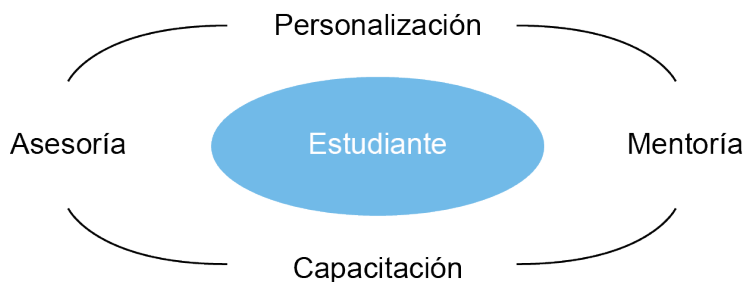 Personalización
Asesoría
Estudiante
Mentoría
Capacitación